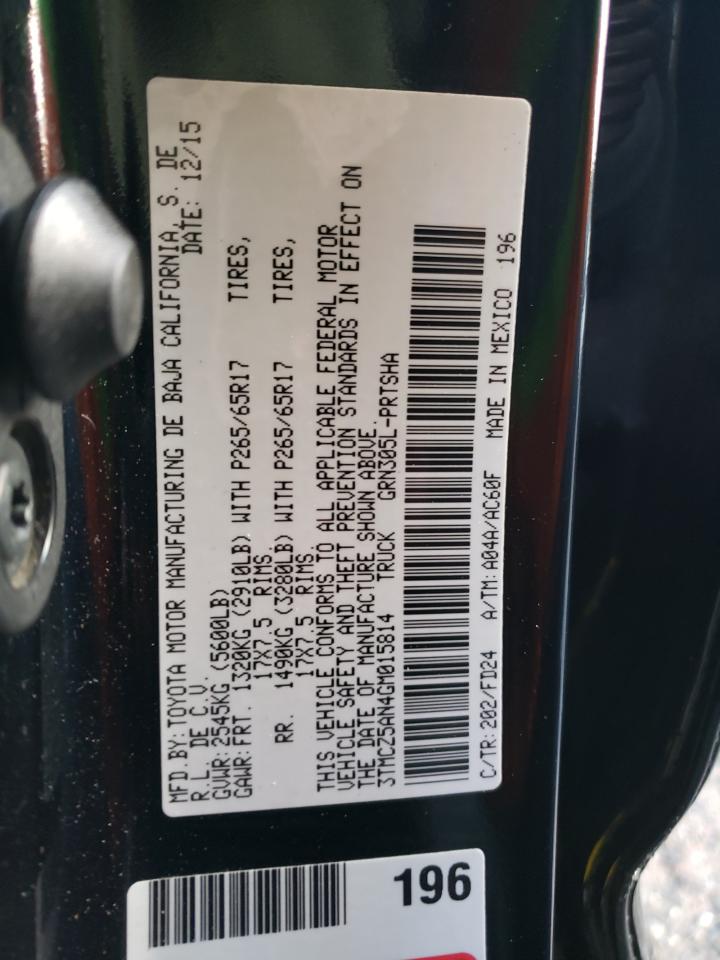 MFD.BY:TOYOTA MOTOR MANUFACTURING DE BAJA CALIFORNIA,S. DE
R.L. DE C.V. DATE: 12/15
GVWR:2545KG (5600LB)
GAWR:FRT. 1320KG (2910LB) WITH P265/65R17 TIRES,
17X7.5 RIMS
RR. 1490KG (3280LB) WITH P265/65R17 TIRES,
17X7.5 RIMS
THIS VEHICLE CONFORMS TO ALL APPLICABLE FEDERAL MOTOR
VEHICLE SAFETY AND THEFT PREVENTION STANDARDS IN EFFECT ON
THE DATE OF MANUFACTURE SHOWN ABOVE.
3TMCZ5AN4GM015814 TRUCK GRN305L-PRTSHA
C/TR:202/FD24 A/TM:A04A/AC60F MADE IN MEXICO 196
196